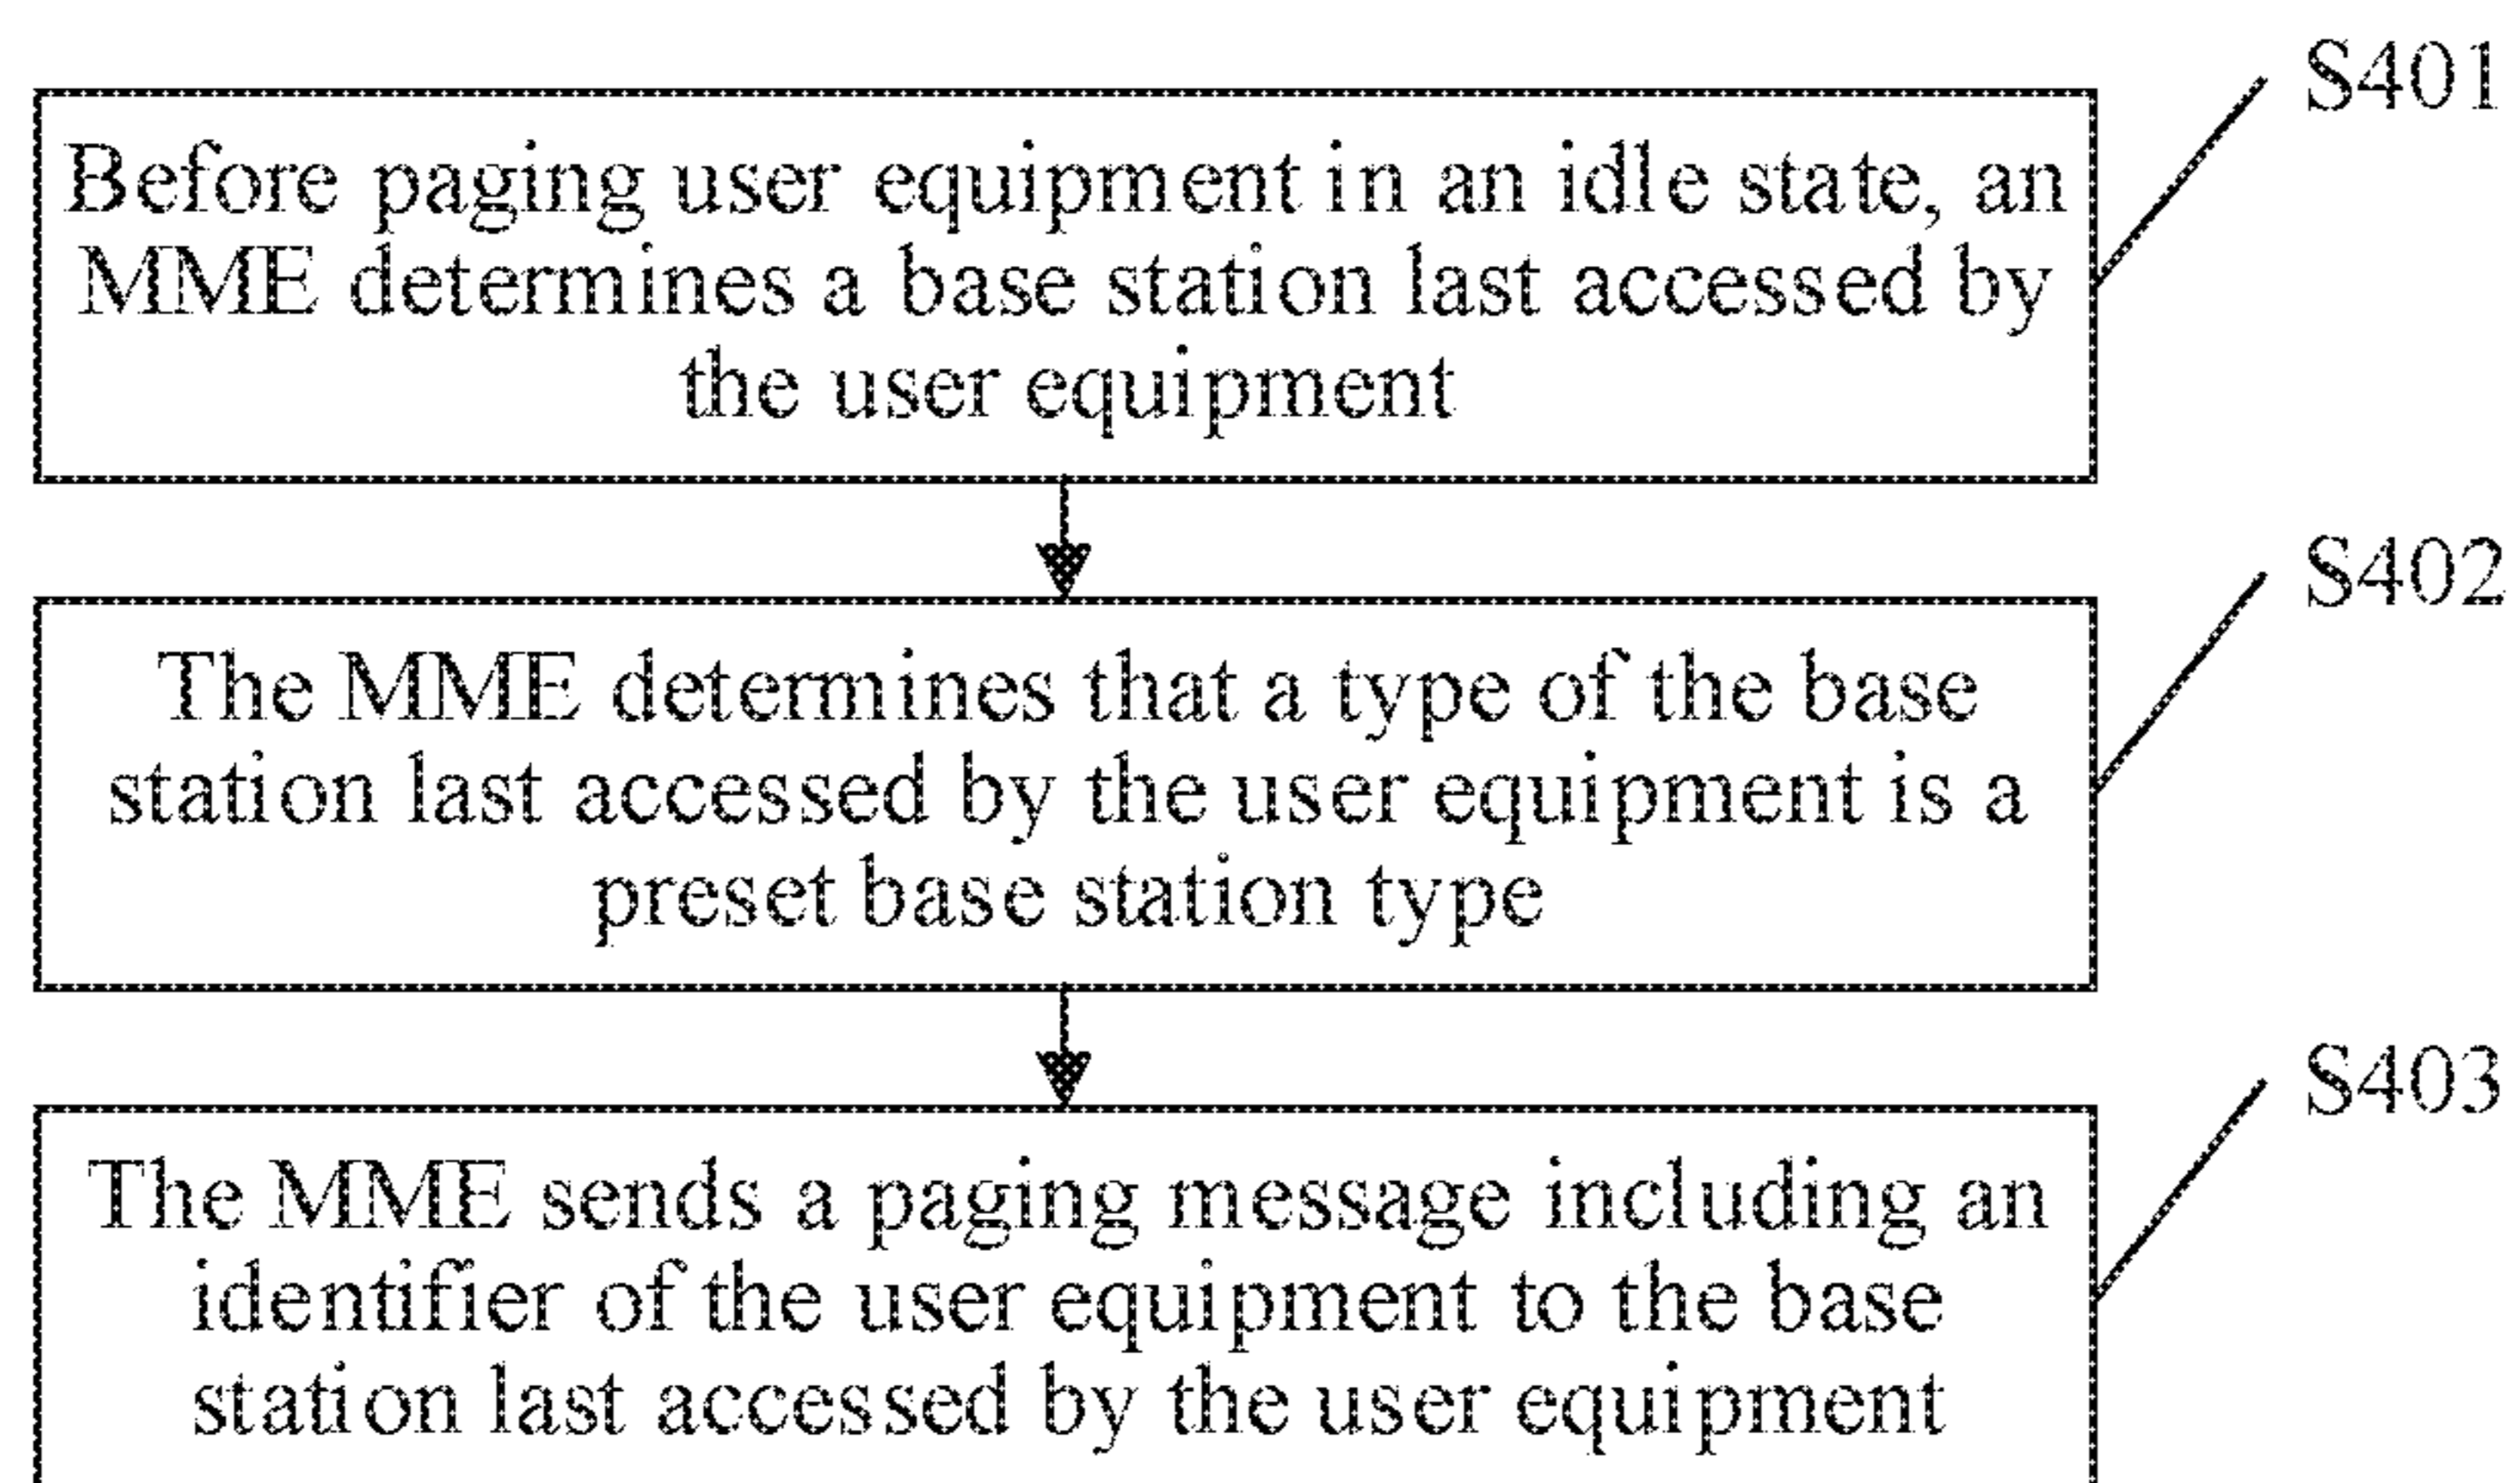 S401
Before paging user equipment in an idle state, an
MME determines a base station last accessed by
the user equipment
S402
The MME determines that a type of the base
station last accessed by the user equipment is a
preset base station type
S403
The MME sends a paging message including an
identifier of the user equipment to the base
station last accessed by the user equipment